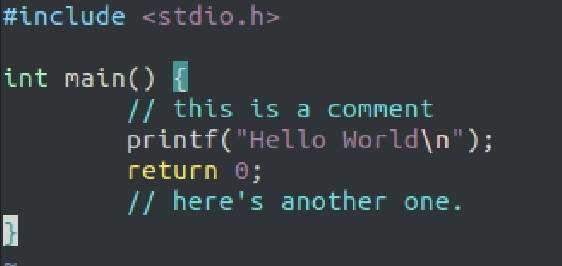 #include <stdio.h>

int main() {
        // this is a comment
        printf("Hello World\n");
        return 0;
        // here's another one.
}
~